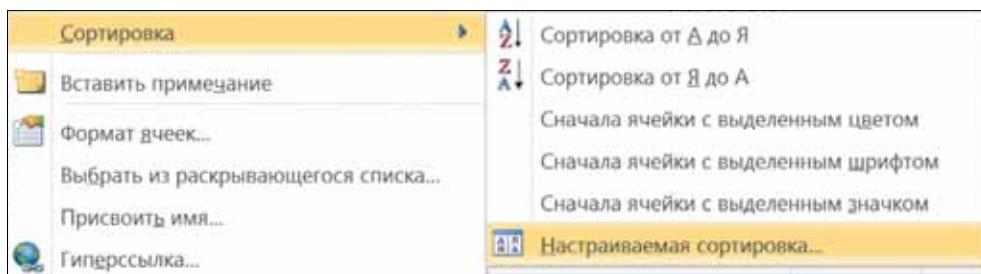 Сортировка
Вставить примечание
Формат ячеек...
Выбрать из раскрывающегося списка...
Присвоить имя...
Гиперссылка...
Сортировка от А до Я
Сортировка от Я до А
Сначала ячейки с выделенным цветом
Сначала ячейки с выделенным шрифтом
Сначала ячейки с выделенным значком
Настраиваемая сортировка...